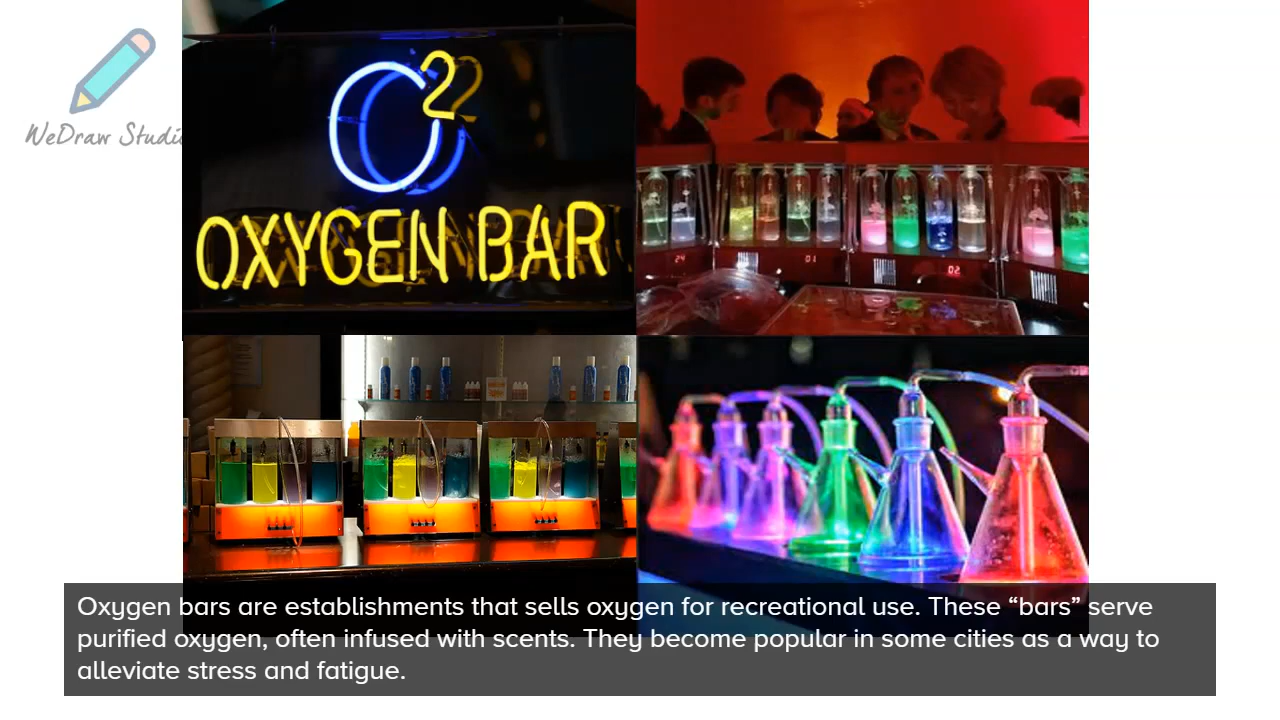 WeDraw Studi
O2
OXYGEN BAR
24
01
02
Oxygen bars are establishments that sells oxygen for recreational use. These “bars” serve
purified oxygen, often infused with scents. They become popular in some cities as a way to
alleviate stress and fatigue.